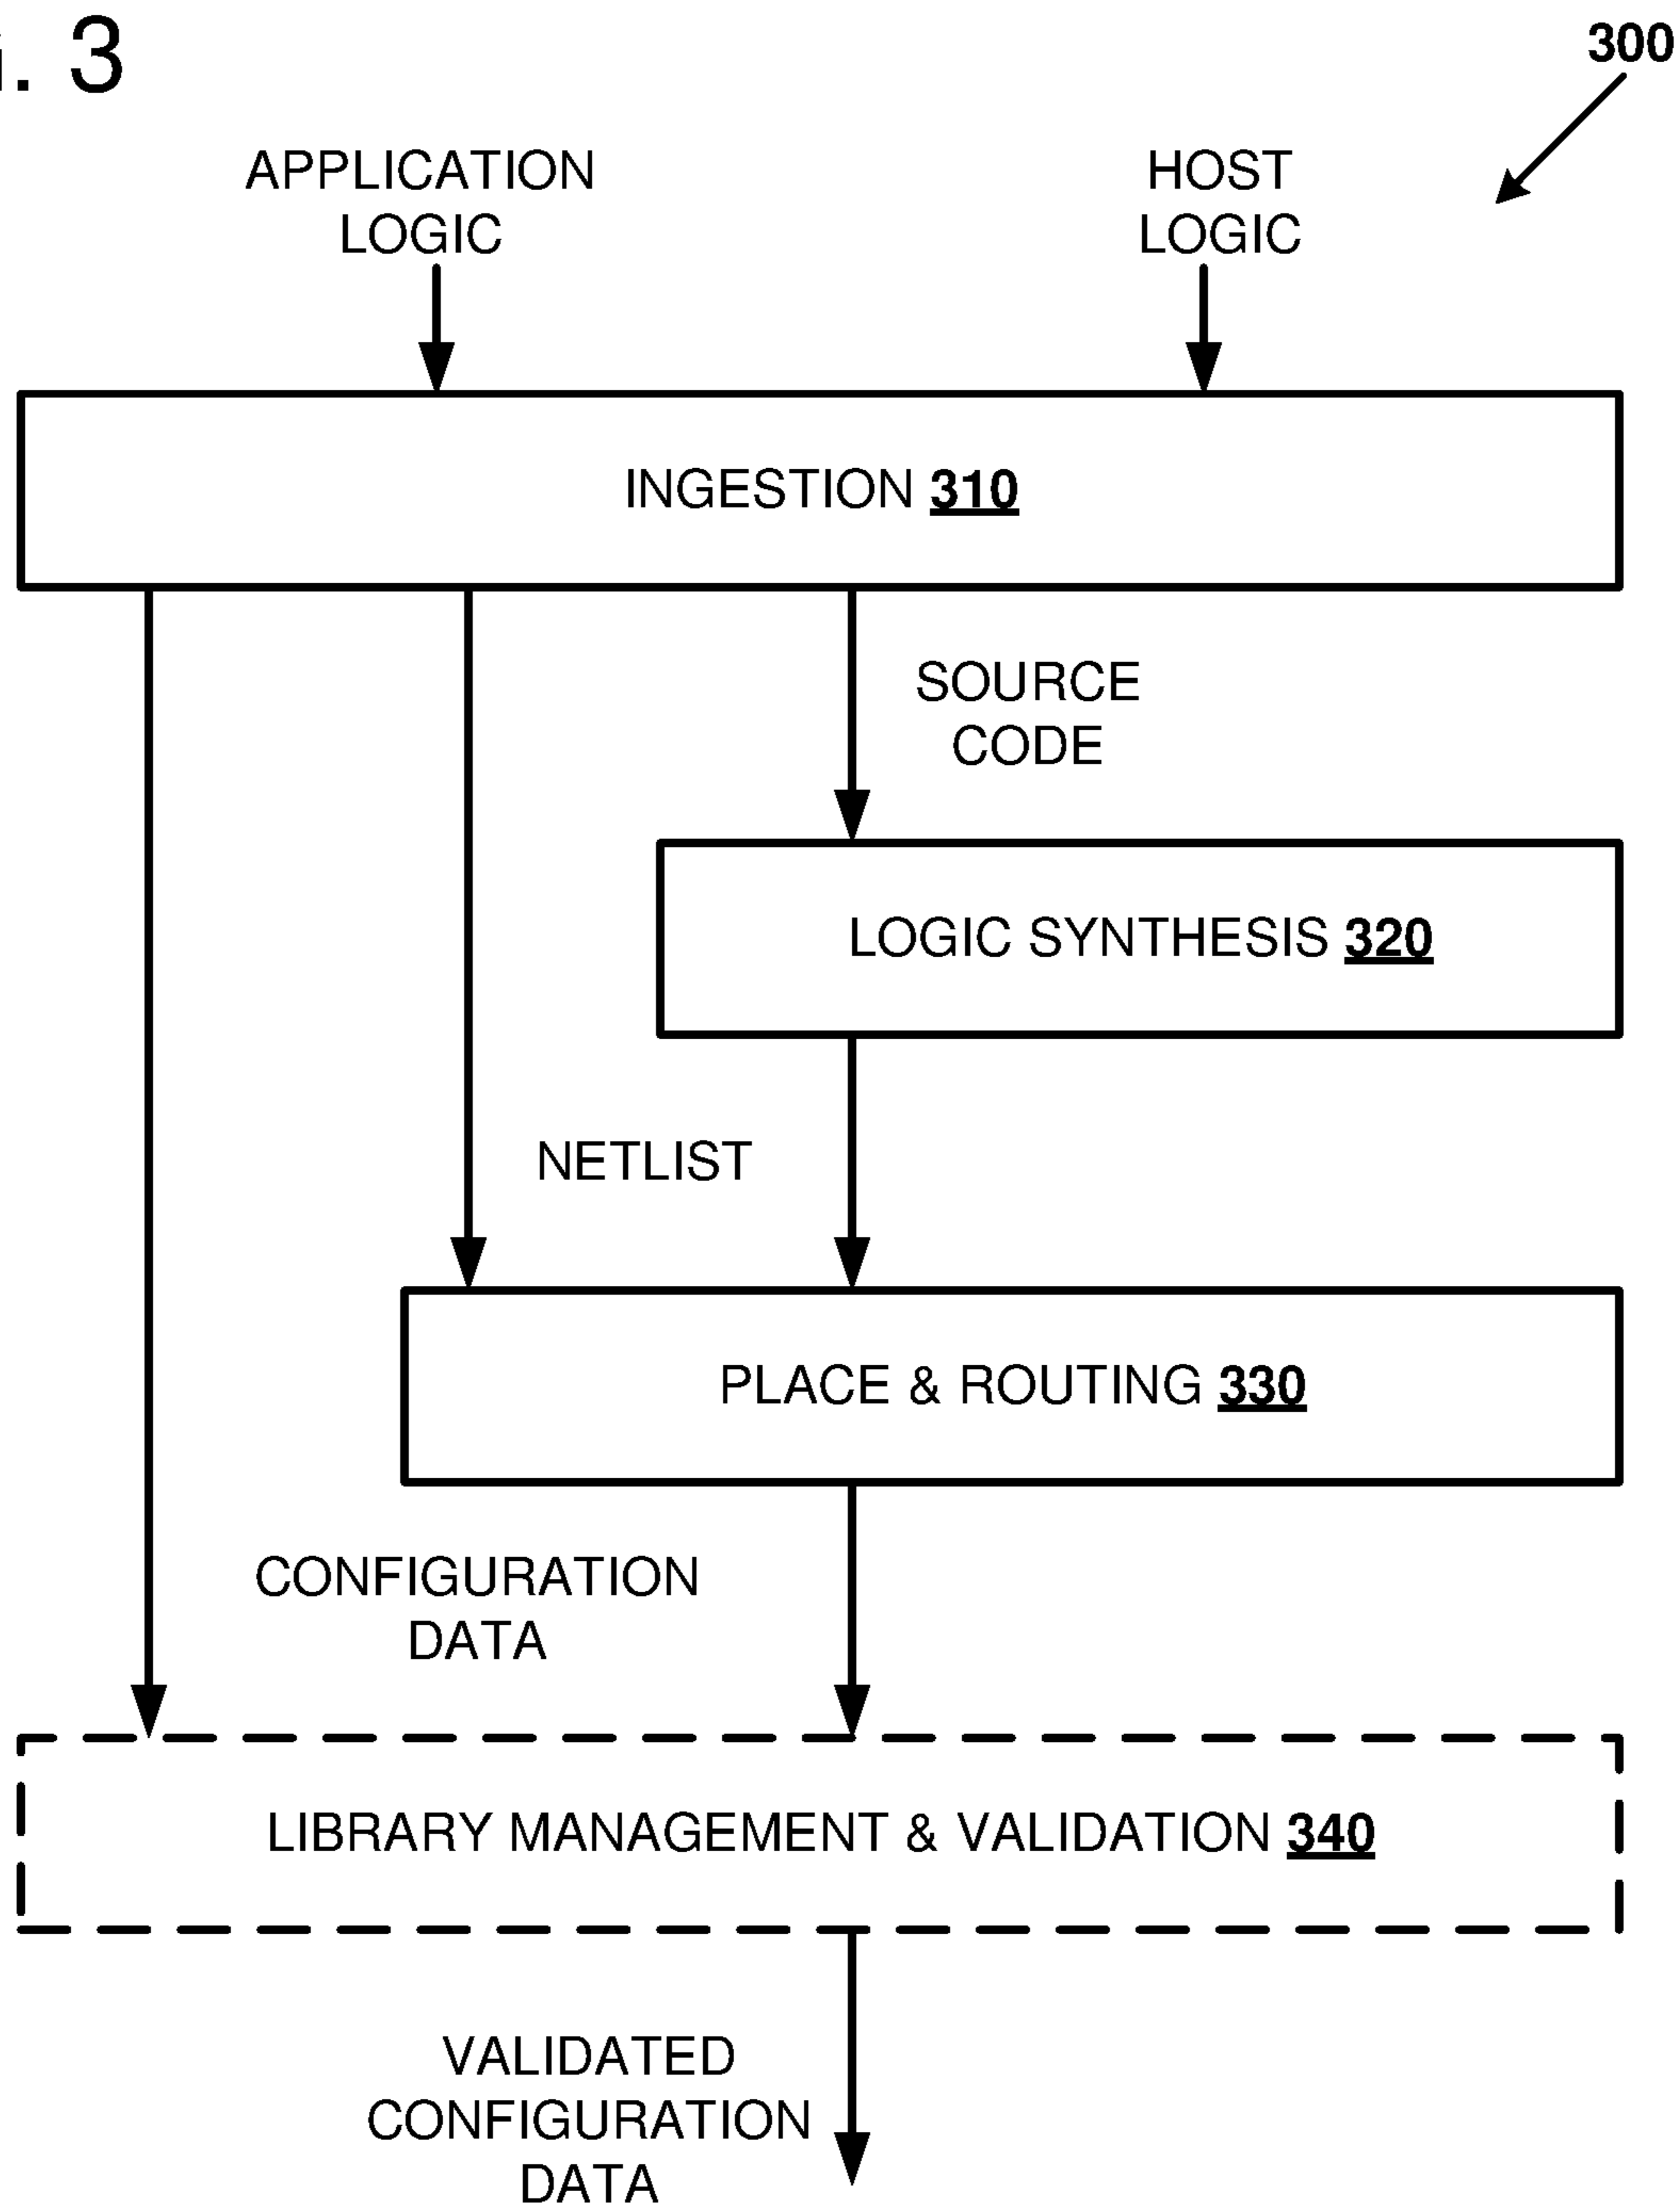 . 3
300
APPLICATION
LOGIC
HOST
LOGIC
INGESTION 310
SOURCE
CODE
LOGIC SYNTHESIS 320
NETLIST
PLACE & ROUTING 330
CONFIGURATION
DATA
LIBRARY MANAGEMENT & VALIDATION 340
VALIDATED
CONFIGURATION
DATA